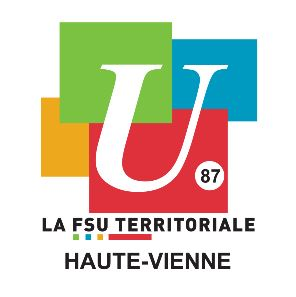 U
87
LA FSU TERRITORIALE
HAUTE-VIENNE